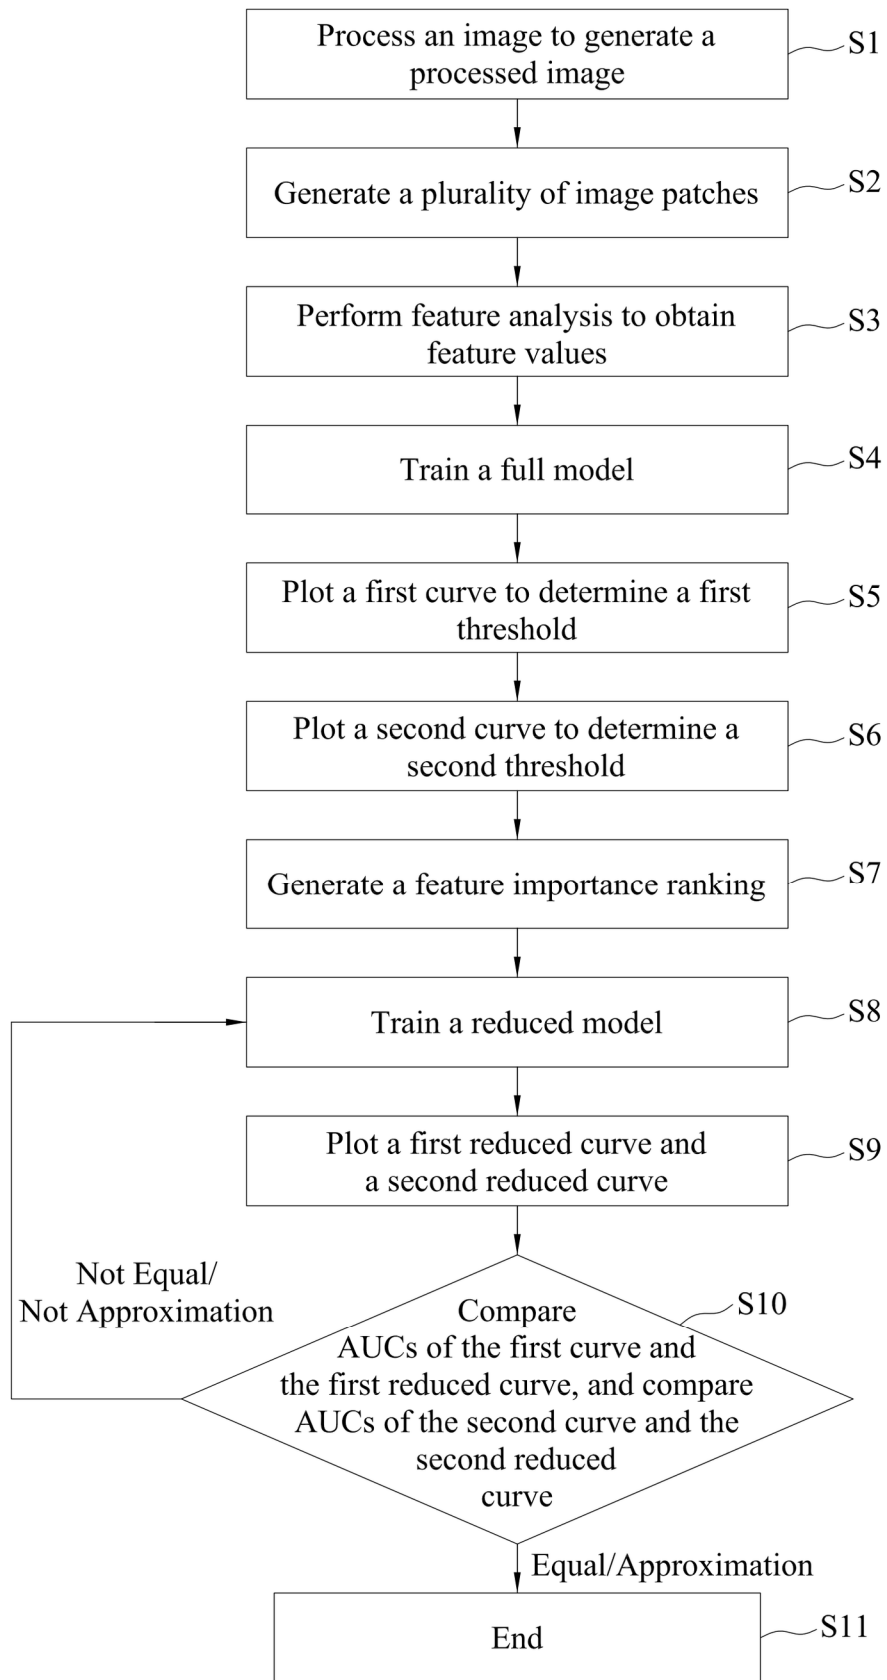 Process an image to generate a
processed image
S1
Generate a plurality of image patches
S2
Perform feature analysis to obtain
feature values
S3
Train a full model
S4
Plot a first curve to determine a first
threshold
S5
Plot a second curve to determine a
second threshold
S6
Generate a feature importance ranking
S7
Train a reduced model
S8
Plot a first reduced curve and
a second reduced curve
S9
Not Equal/
Not Approximation
Compare
AUCs of the first curve and
the first reduced curve, and compare
AUCs of the second curve and the
second reduced
curve
S10
Equal/Approximation
End
S11